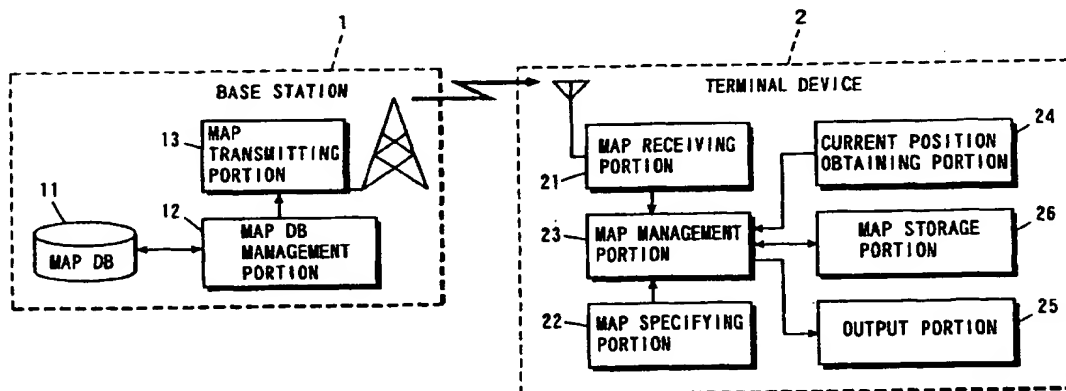 1
BASE STATION
13
MAP
TRANSMITTING
PORTION
11
MAP DB
12
MAP DB
MANAGEMENT
PORTION
2
TERMINAL DEVICE
21
MAP RECEIVING
PORTION
24
CURRENT POSITION
OBTAINING PORTION
23
MAP MANAGEMENT
PORTION
26
MAP STORAGE
PORTION
22
MAP SPECIFYING
PORTION
25
OUTPUT PORTION